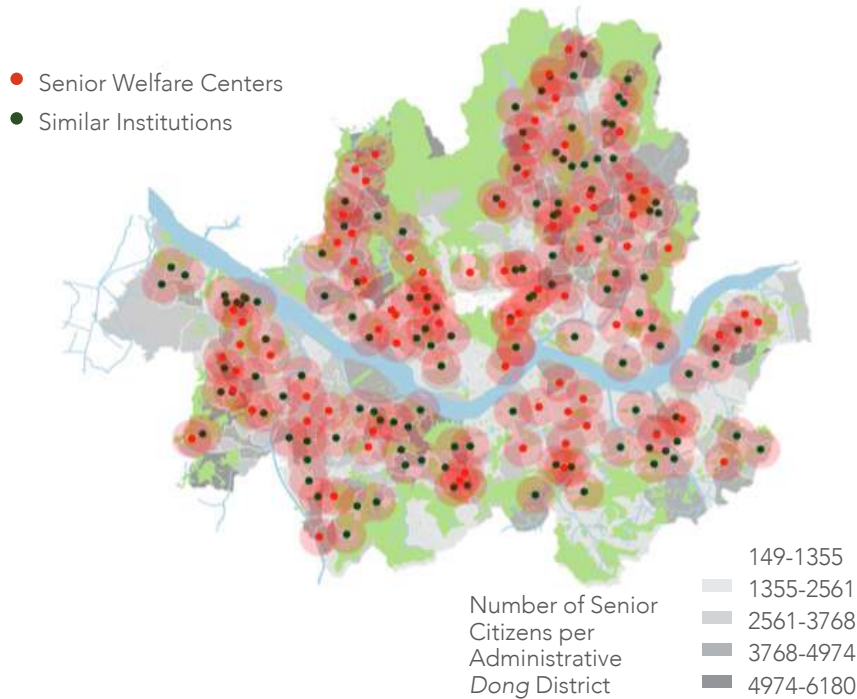 Senior Welfare Centers
Similar Institutions
Number of Senior
Citizens per
Administrative
Dong District
149-1355
1355-2561
2561-3768
3768-4974
4974-6180